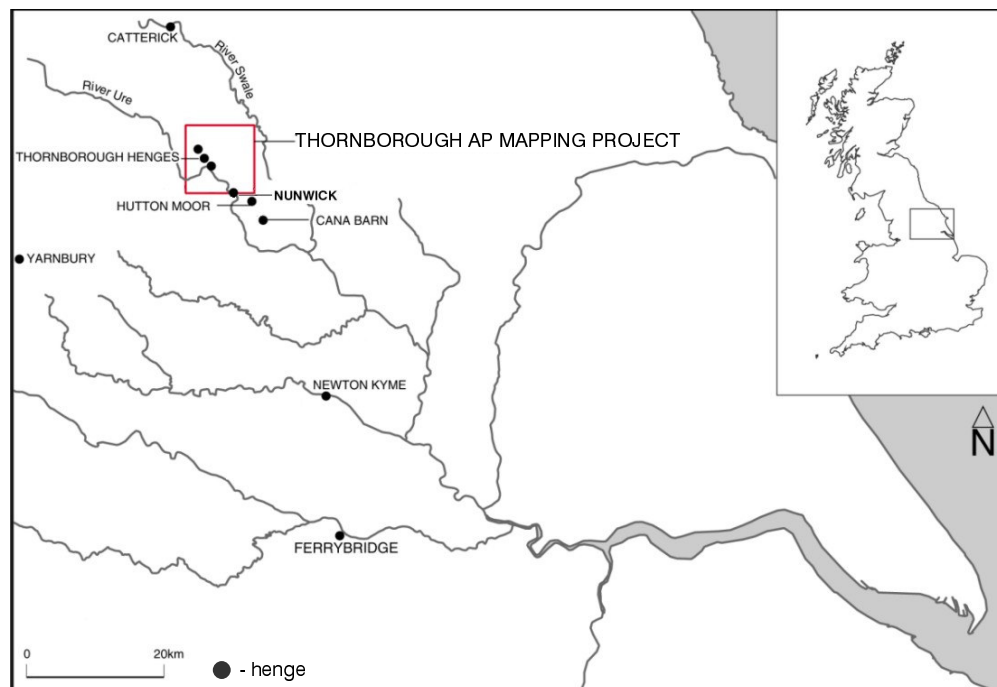 CATTERICK
River Swale
River Ure
THORNBOROUGH AP MAPPING PROJECT
THORNBOROUGH HENGES
NUNWICK
HUTTON MOOR
CANA BARN
YARNBURY
NEWTON KYME
N
FERRYBRIDGE
0 20km
- henge